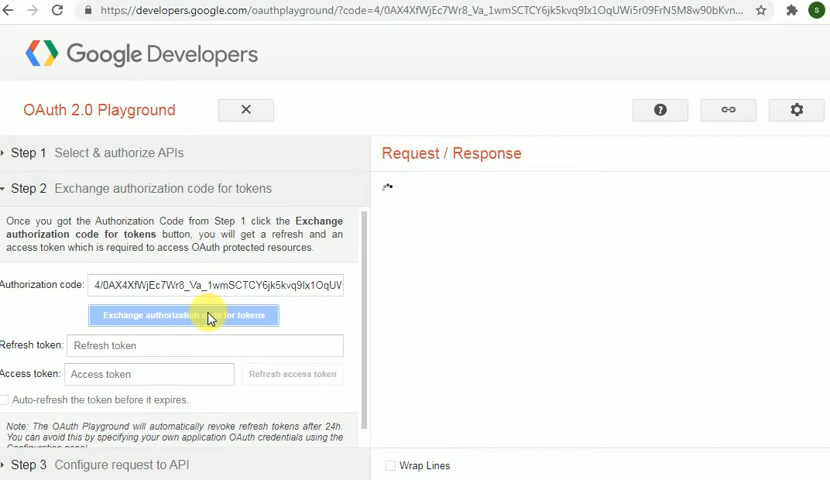 https://developers.google.com/oauthplayground/?code=4/0AX4XfWjEc7Wr8_Va_1wmSCTCY6jk5kvq9Ix1OqUWi5r09FrN5M8w90bKvn...
S
Google Developers
OAuth 2.0 Playground
Step 1 Select & authorize APIs
Request / Response
Step 2 Exchange authorization code for tokens
Once you got the Authorization Code from Step 1 click the Exchange
authorization code for tokens button, you will get a refresh and an
access token which is required to access OAuth protected resources.
Authorization code: 4/0AX4XfWjEc7Wr8_Va_1wmSCTCY6jk5kvq9Ix1OqUW
Exchange authorization code for tokens
Refresh token: Refresh token
Access token: Access token Refresh access token
Auto-refresh the token before it expires.
Note: The OAuth Playground will automatically revoke refresh tokens after 24h.
You can avoid this by specifying your own application OAuth credentials using the
Configuration panel.
Step 3 Configure request to API
Wrap Lines